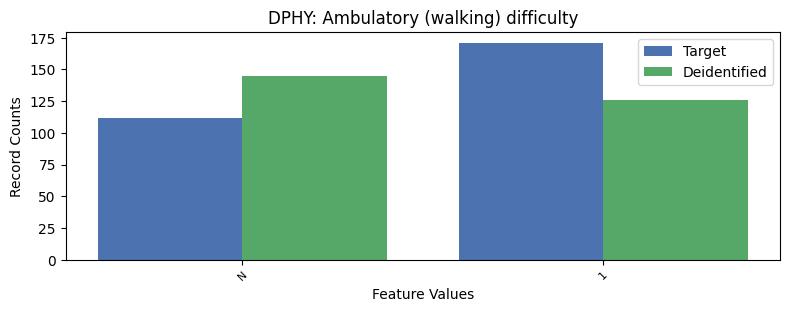 DPHY: Ambulatory (walking) difficulty
Target
Deidentified
175
150
125
100
75
50
25
0
Record Counts
N
1
Feature Values